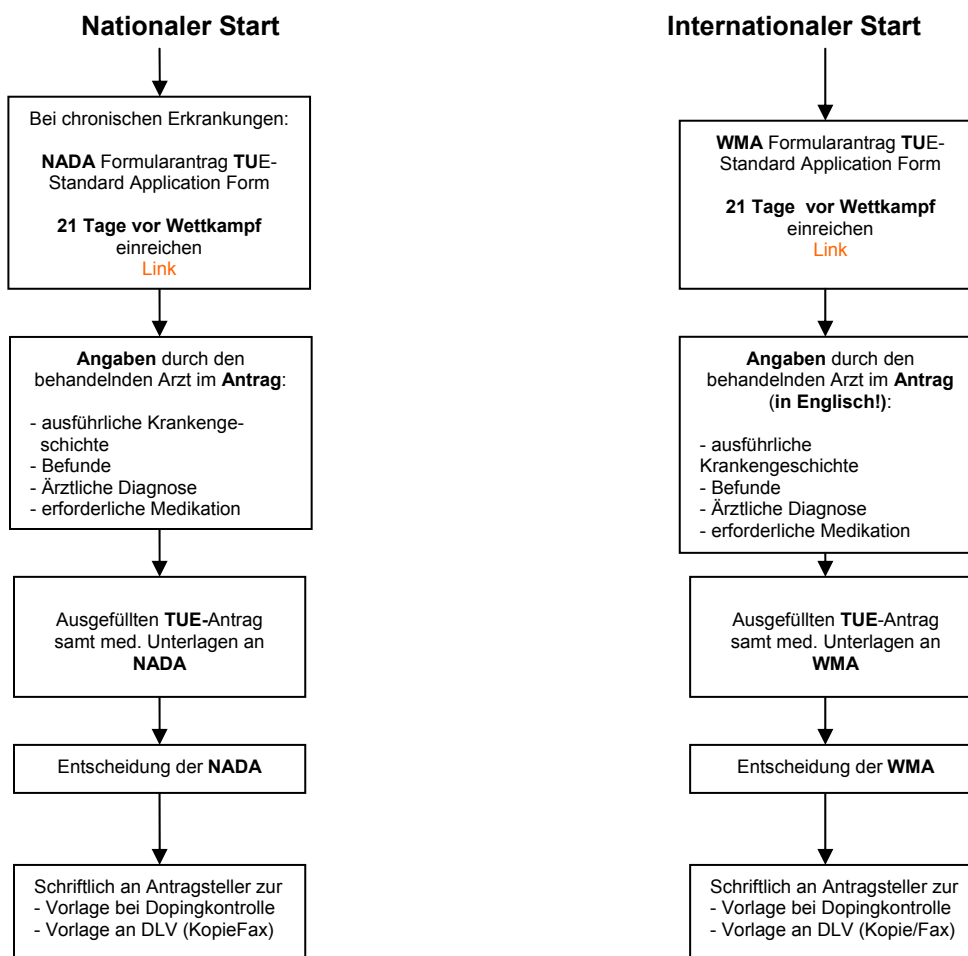 Nationaler Start
Bei chronischen Erkrankungen:
NADA Formularantrag TUE-
Standard Application Form
21 Tage vor Wettkampf
einreichen
Link
Angaben durch den
behandelnden Arzt im Antrag:
- ausführliche Krankenge-
schichte
- Befunde
- Ärztliche Diagnose
- erforderliche Medikation
Ausgefüllten TUE-Antrag
samt med. Unterlagen an
NADA
Entscheidung der NADA
Schriftlich an Antragsteller zur
- Vorlage bei Dopingkontrolle
- Vorlage an DLV (KopieFax)
Internationaler Start
WMA Formularantrag TUE-
Standard Application Form
21 Tage vor Wettkampf
einreichen
Link
Angaben durch den
behandelnden Arzt im Antrag
(in Englisch!):
- ausführliche
Krankengeschichte
- Befunde
- Ärztliche Diagnose
- erforderliche Medikation
Ausgefüllten TUE-Antrag
samt med. Unterlagen an
WMA
Entscheidung der WMA
Schriftlich an Antragsteller zur
- Vorlage bei Dopingkontrolle
- Vorlage an DLV (Kopie/Fax)